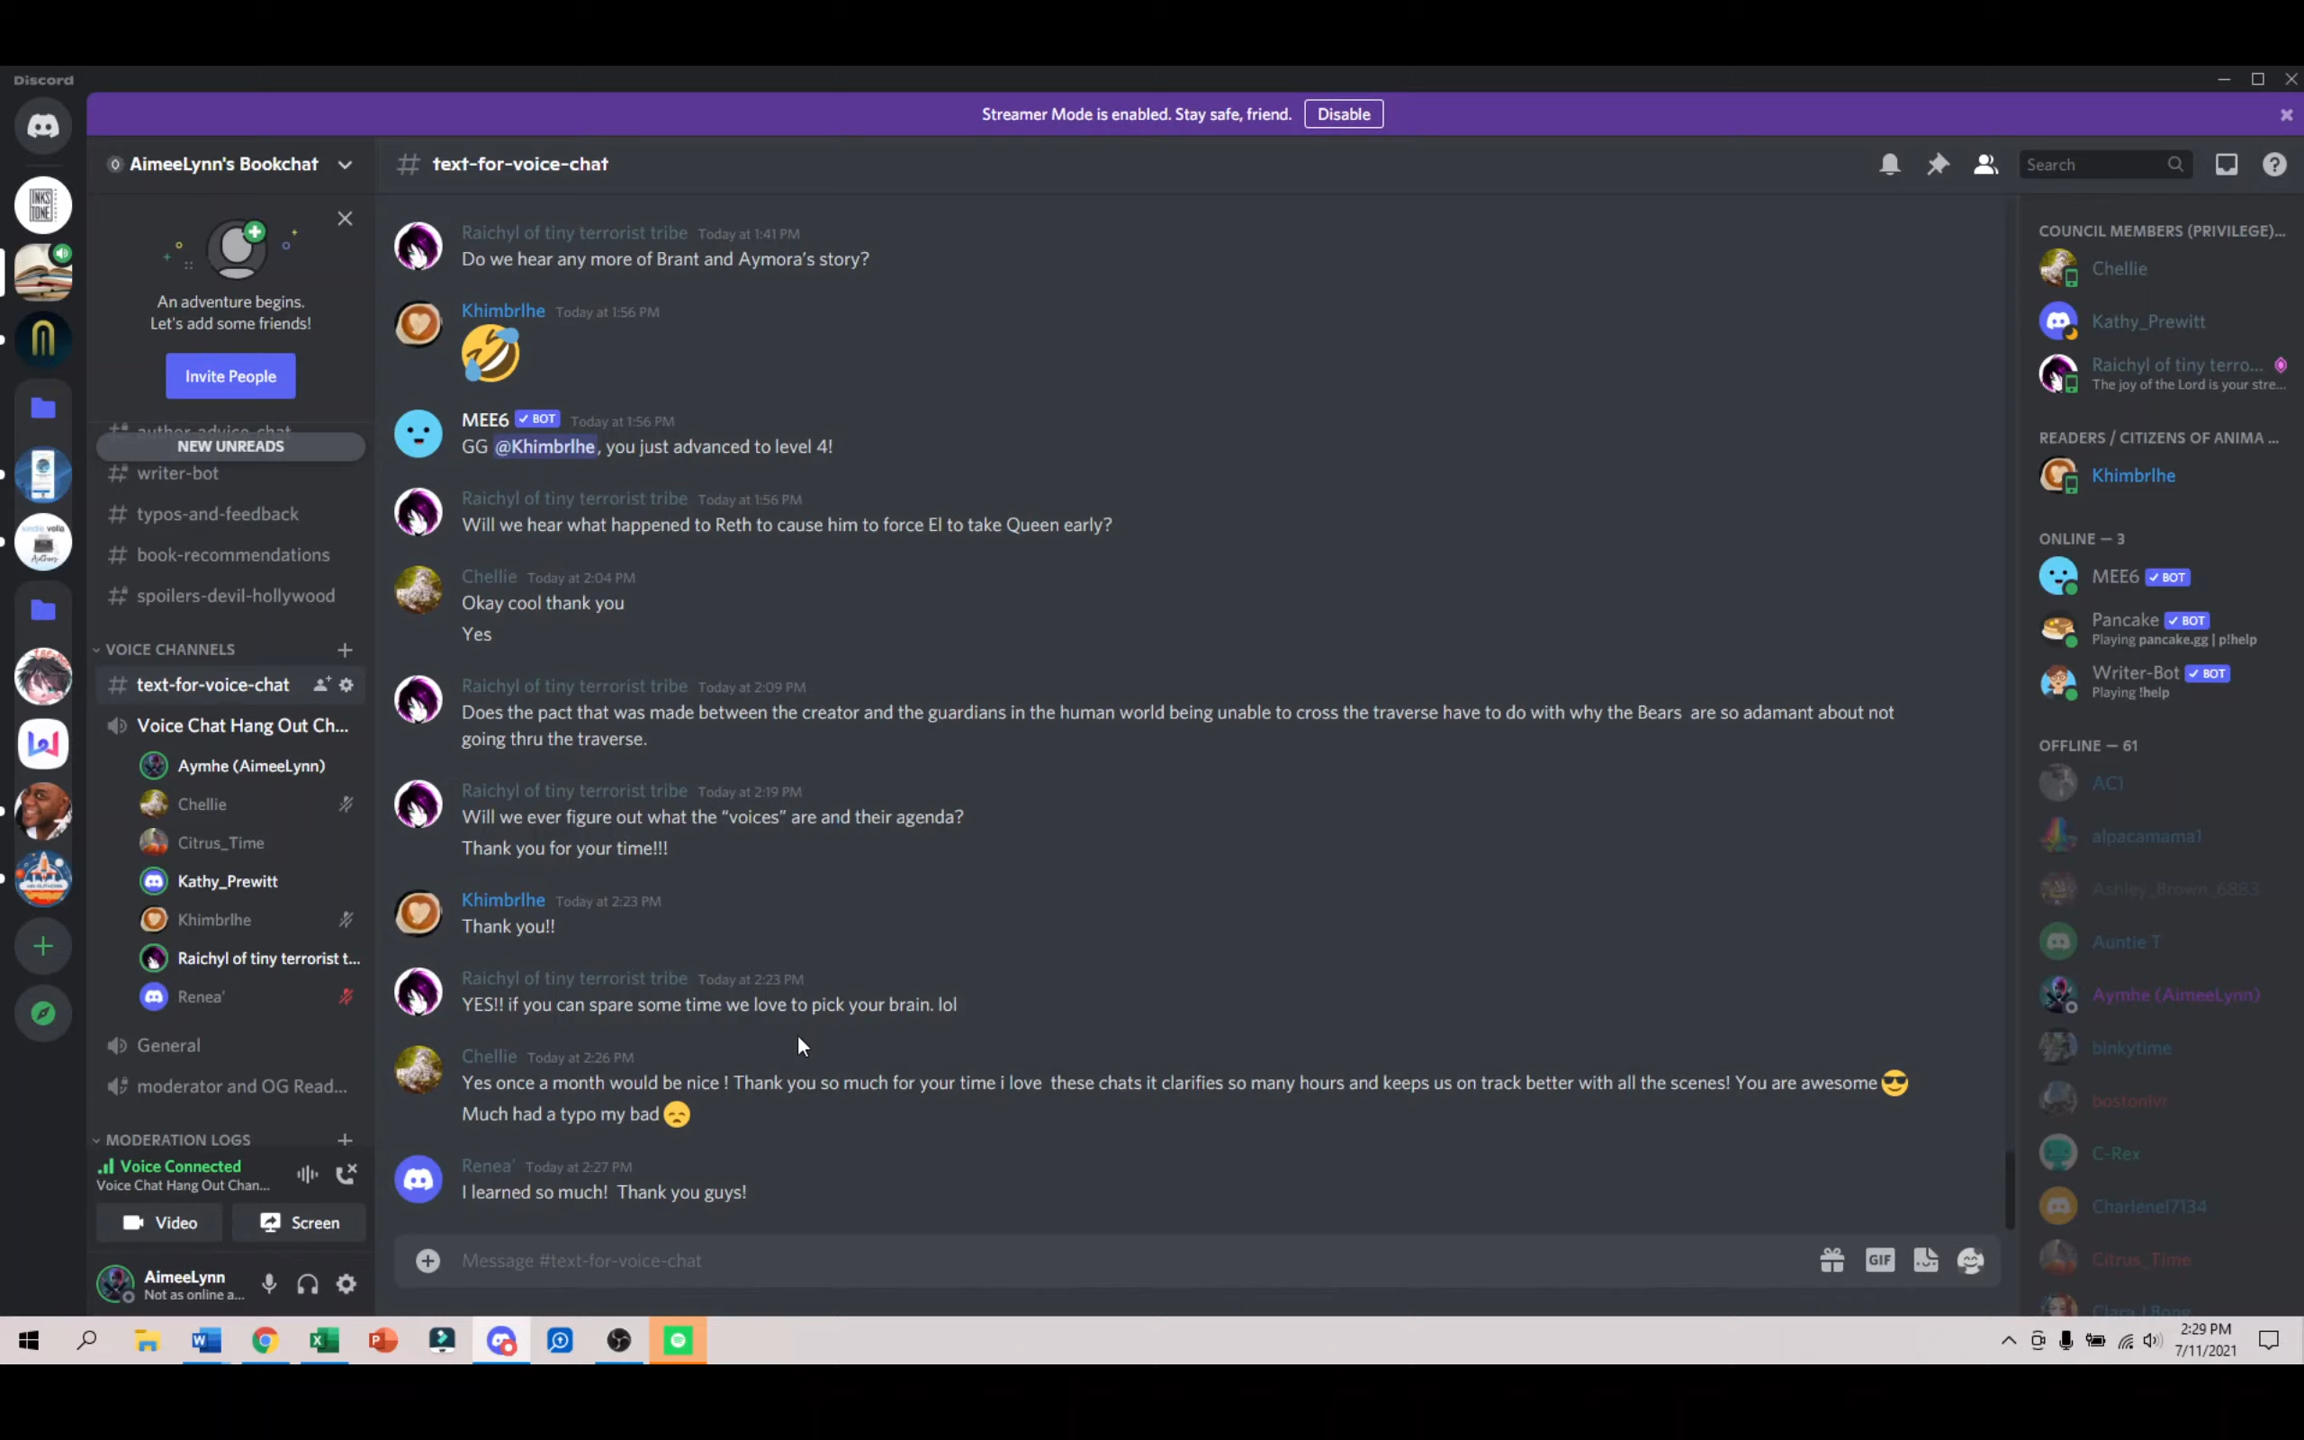 Discord
Streamer Mode is enabled. Stay safe, friend. Disable
AimeeLynn's Bookchat
# text-for-voice-chat
Search
An adventure begins.
Let's add some friends!
Invite People
author-advice-chat
NEW UNREADS
writer-bot
typos-and-feedback
book-recommendations
spoilers-devil-hollywood
VOICE CHANNELS
text-for-voice-chat
Voice Chat Hang Out Ch...
Aymhe (AimeeLynn)
Chellie
Citrus_Time
Kathy_Prewitt
Khimbrlhe
Raichyl of tiny terrorist t...
Renea'
General
moderator and OG Read...
MODERATION LOGS
Voice Connected
Voice Chat Hang Out Chan...
Video Screen
AimeeLynn
Not as online a...
Raichyl of tiny terrorist tribe Today at 1:41 PM
Do we hear any more of Brant and Aymora's story?
Khimbrlhe Today at 1:56 PM
MEE6 ✓ BOT Today at 1:56 PM
GG @Khimbrlhe, you just advanced to level 4!
Raichyl of tiny terrorist tribe Today at 1:56 PM
Will we hear what happened to Reth to cause him to force El to take Queen early?
Chellie Today at 2:04 PM
Okay cool thank you
Yes
Raichyl of tiny terrorist tribe Today at 2:09 PM
Does the pact that was made between the creator and the guardians in the human world being unable to cross the traverse have to do with why the Bears are so adamant about not
going thru the traverse.
Raichyl of tiny terrorist tribe Today at 2:19 PM
Will we ever figure out what the “voices” are and their agenda?
Thank you for your time!!!
Khimbrlhe Today at 2:23 PM
Thank you!!
Raichyl of tiny terrorist tribe Today at 2:23 PM
YES!! if you can spare some time we love to pick your brain. lol
Chellie Today at 2:26 PM
Yes once a month would be nice ! Thank you so much for your time i love these chats it clarifies so many hours and keeps us on track better with all the scenes! You are awesome 😎
Much had a typo my bad 😞
Renea' Today at 2:27 PM
I learned so much! Thank you guys!
Message #text-for-voice-chat
GIF
COUNCIL MEMBERS (PRIVILEGE)...
Chellie
Kathy_Prewitt
Raichyl of tiny terro...
The joy of the Lord is your stre...
READERS / CITIZENS OF ANIMA ...
Khimbrlhe
ONLINE — 3
MEE6 ✓ BOT
Pancake ✓ BOT
Playing pancake.gg | p!help
Writer-Bot ✓ BOT
Playing !help
OFFLINE — 61
AC1
alpacamama1
Ashley_Brown_6883
Auntie T
Aymhe (AimeeLynn)
binkytime
bostonlvr
C-Rex
Charlene17134
Citrus_Time
2:29 PM
7/11/2021